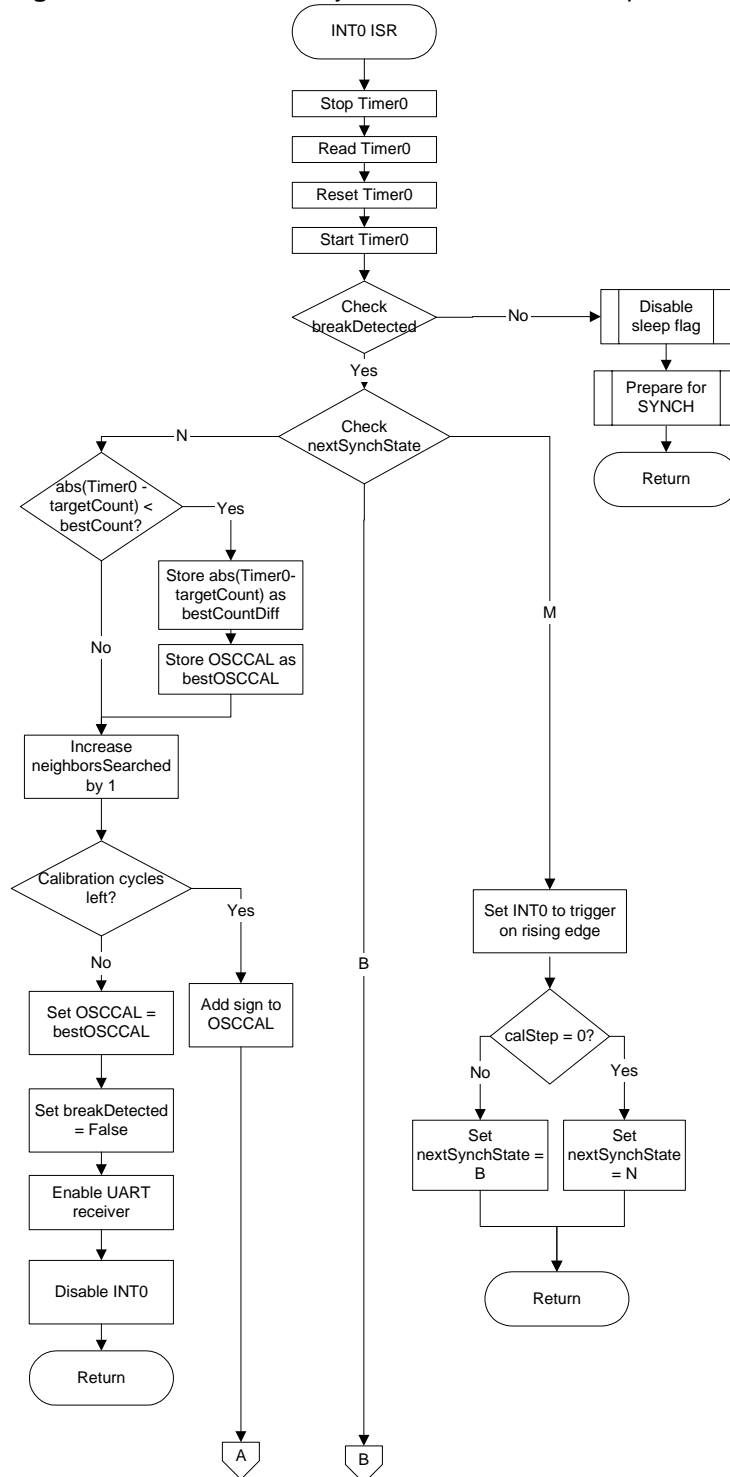 INT0 ISR
Stop Timer0
Read Timer0
Reset Timer0
Start Timer0
Check
breakDetected
No
Disable
sleep flag
Yes
Prepare for
SYNCH
Return
Check
nextSynchState
N
abs(Timer0 -
targetCount) <
bestCount?
Yes
Store abs(Timer0-
targetCount) as
bestCountDiff
Store OSCCAL as
bestOSCCAL
No
Increase
neighborsSearched
by 1
Calibration cycles
left?
Yes
No
Add sign to
OSCCAL
Set OSCCAL =
bestOSCCAL
Set breakDetected
= False
Enable UART
receiver
Disable INT0
Return
A
B
B
M
Set INT0 to trigger
on rising edge
calStep = 0?
No
Yes
Set
nextSynchState =
B
Set
nextSynchState
= N
Return